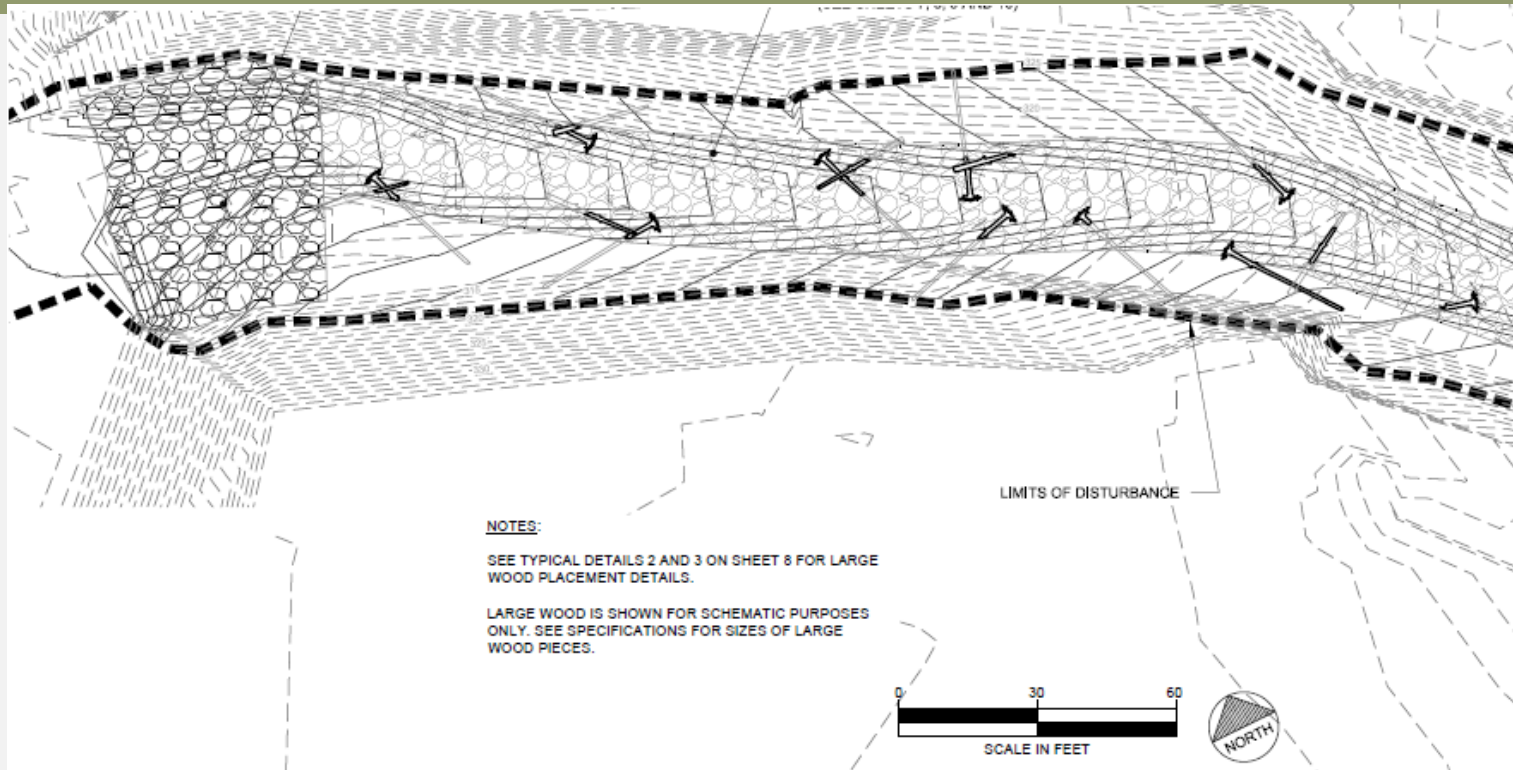 320
LIMITS OF DISTURBANCE
NOTES:
SEE TYPICAL DETAILS 2 AND 3 ON SHEET 8 FOR LARGE
WOOD PLACEMENT DETAILS.
LARGE WOOD IS SHOWN FOR SCHEMATIC PURPOSES
ONLY. SEE SPECIFICATIONS FOR SIZES OF LARGE
WOOD PIECES.
0 30 60
SCALE IN FEET
NORTH